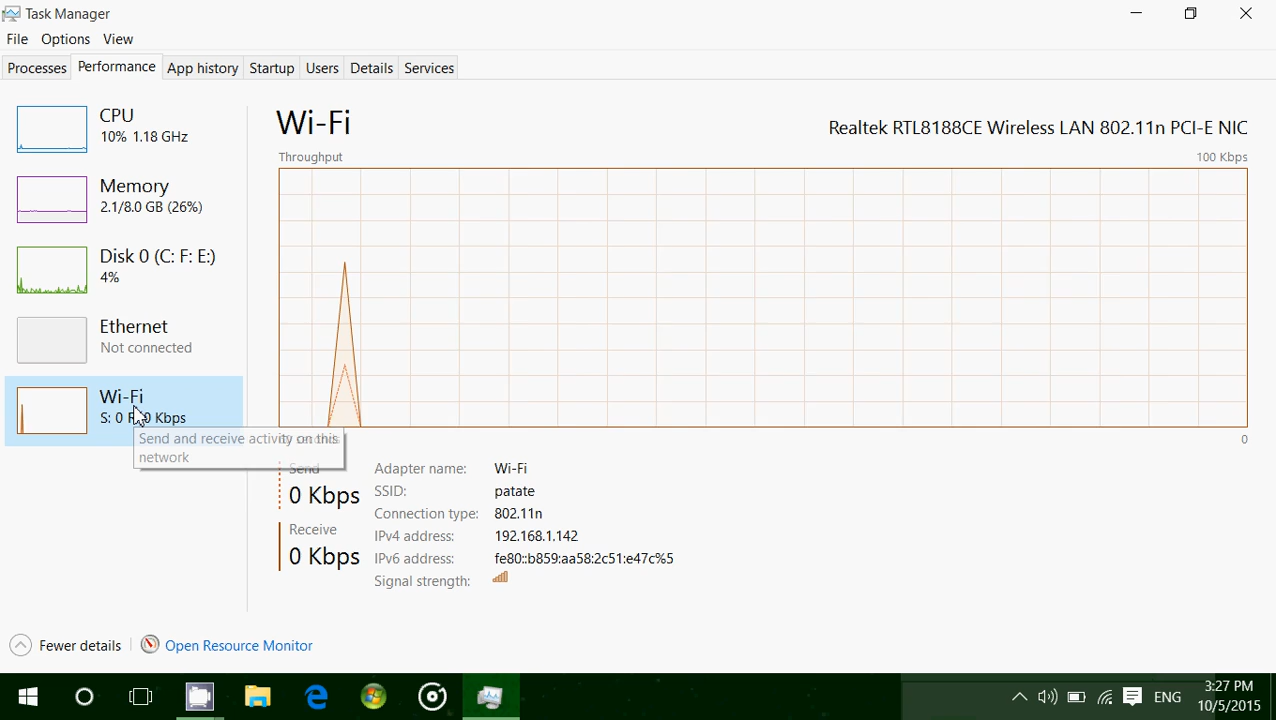 Task Manager
File Options View
Processes Performance App history Startup Users Details Services
CPU
10% 1.18 GHz
Memory
2.1/8.0 GB (26%)
Disk 0 (C: F: E:)
4%
Ethernet
Not connected
Wi-Fi
S: 0 Kbps
Send and receive activity on this
network
Wi-Fi
Realtek RTL8188CE Wireless LAN 802.11n PCI-E NIC
Throughput
100 Kbps
0
Send
0 Kbps
Receive
0 Kbps
Adapter name: Wi-Fi
SSID: patate
Connection type: 802.11n
IPv4 address: 192.168.1.142
IPv6 address: fe80::b859:aa58:2c51:e47c%5
Signal strength:
Fewer details
Open Resource Monitor
ENG
3:27 PM
10/5/2015